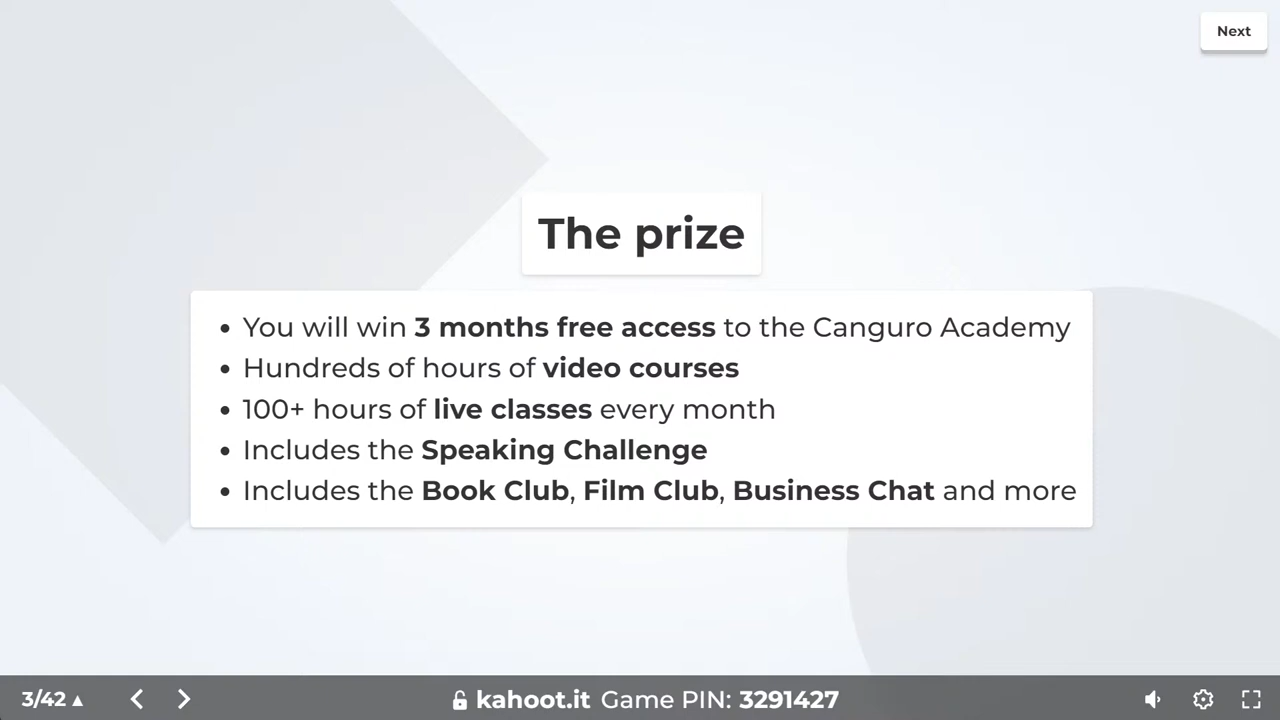 Next
The prize
• You will win 3 months free access to the Canguro Academy
• Hundreds of hours of video courses
• 100+ hours of live classes every month
• Includes the Speaking Challenge
• Includes the Book Club, Film Club, Business Chat and more
3/42 ▲ kahoot.it Game PIN: 3291427